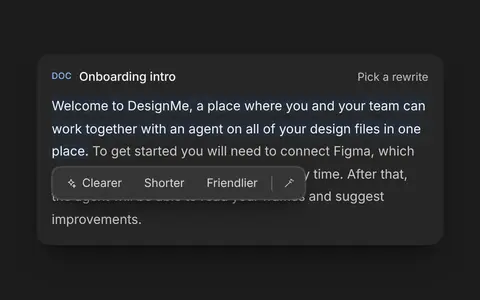 DOC Onboarding intro
Pick a rewrite
Welcome to DesignMe, a place where you and your team can
work together with an agent on all of your design files in one
place. To get started you will need to connect Figma, which
Clearer Shorter Friendlier
time. After that,
and suggest
improvements.